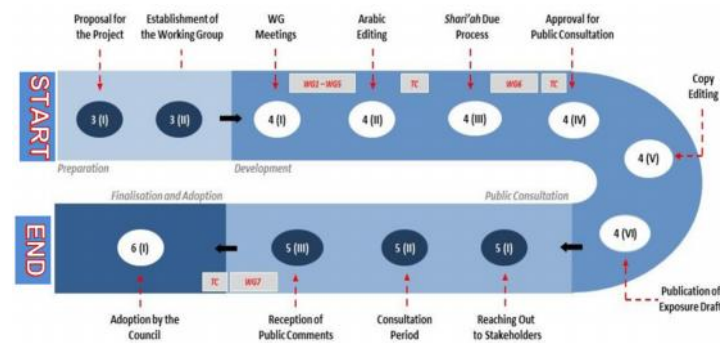 Proposal for
the Project
Establishment of
the Working Group
WG
Meetings
Arabic
Editing
Shari'ah Due
Process
Approval for
Public Consultation
Copy
Editing
START
3 (I)
3 (II)
4 (I)
WG2 – WG5
4 (II)
TC
4 (III)
WG6
TC
4 (IV)
4 (V)
Preparation
Development
Finalisation and Adoption
Public Consultation
END
6 (I)
TC
WG7
5 (III)
5 (II)
5 (I)
4 (VI)
Adoption by the
Council
Reception of
Public Comments
Consultation
Period
Reaching Out
to Stakeholders
Publication of
Exposure Draft